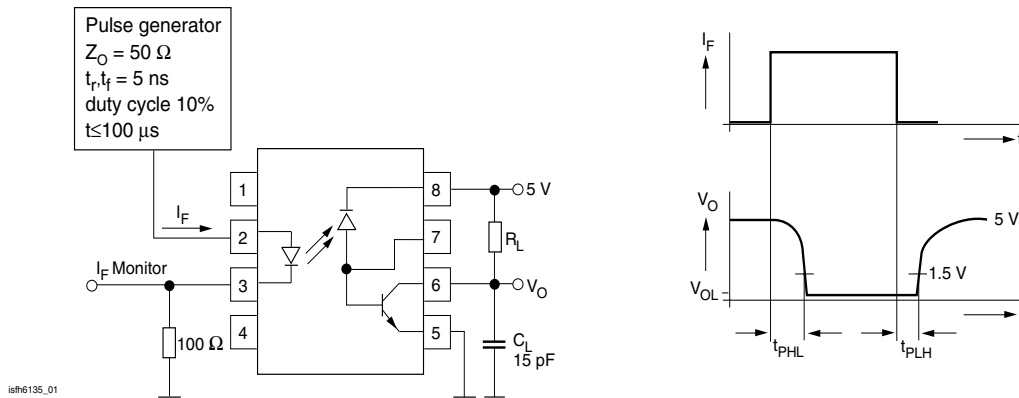 Pulse generator
Z_O = 50 Ω
t_r,t_f = 5 ns
duty cycle 10%
t≤100 µs
1
2
3
4
8
7
6
5
I_F
I_F Monitor
100 Ω
5 V
R_L
V_O
C_L
15 pF
isfh6135_01
I_F
t
V_O
5 V
1.5 V
V_OL
t_PHL
t_PLH